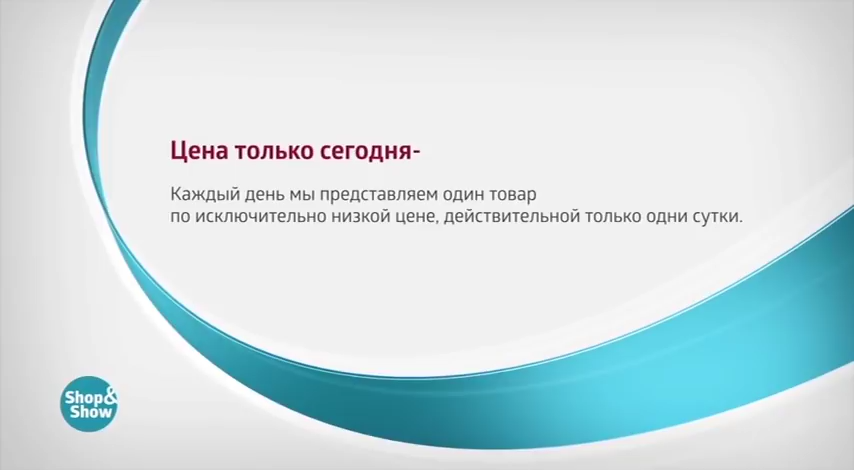 Цена только сегодня-
Каждый день мы представляем один товар
по исключительно низкой цене, действительной только одни сутки.
Shop&
Show